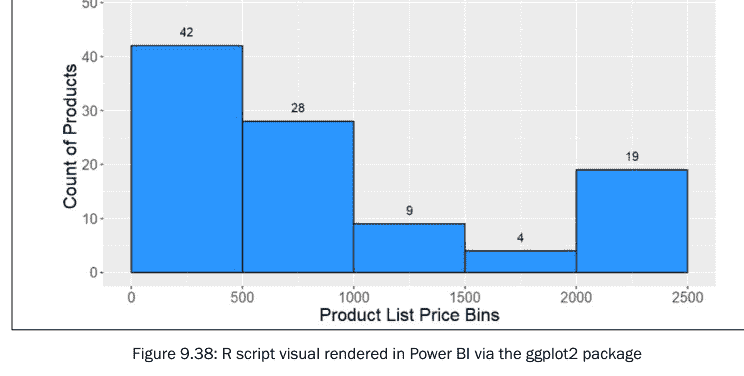 50
42
40
28
30
Count of Products
19
20
9
10
4
0
0 500 1000 1500 2000 2500
Product List Price Bins
Figure 9.38: R script visual rendered in Power BI via the ggplot2 package